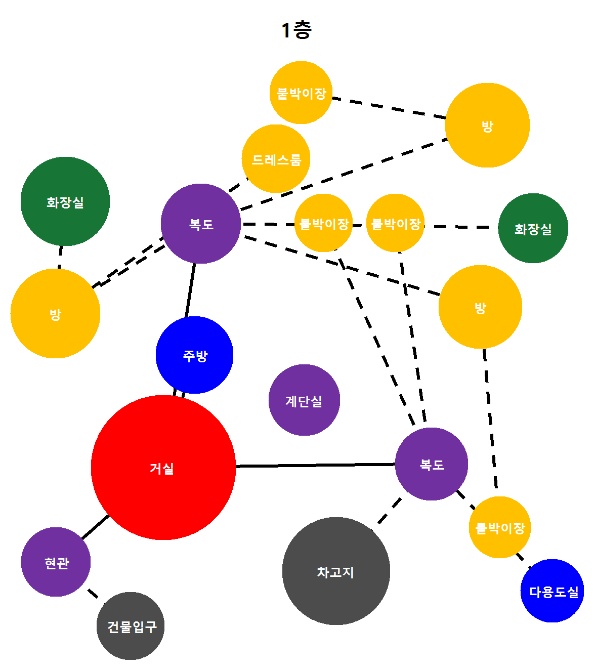 1층
붙박이장
방
드레스룸
화장실
복도
붙박이장
붙박이장
화장실
방
방
주방
계단실
거실
복도
붙박이장
현관
차고지
다용도실
건물입구